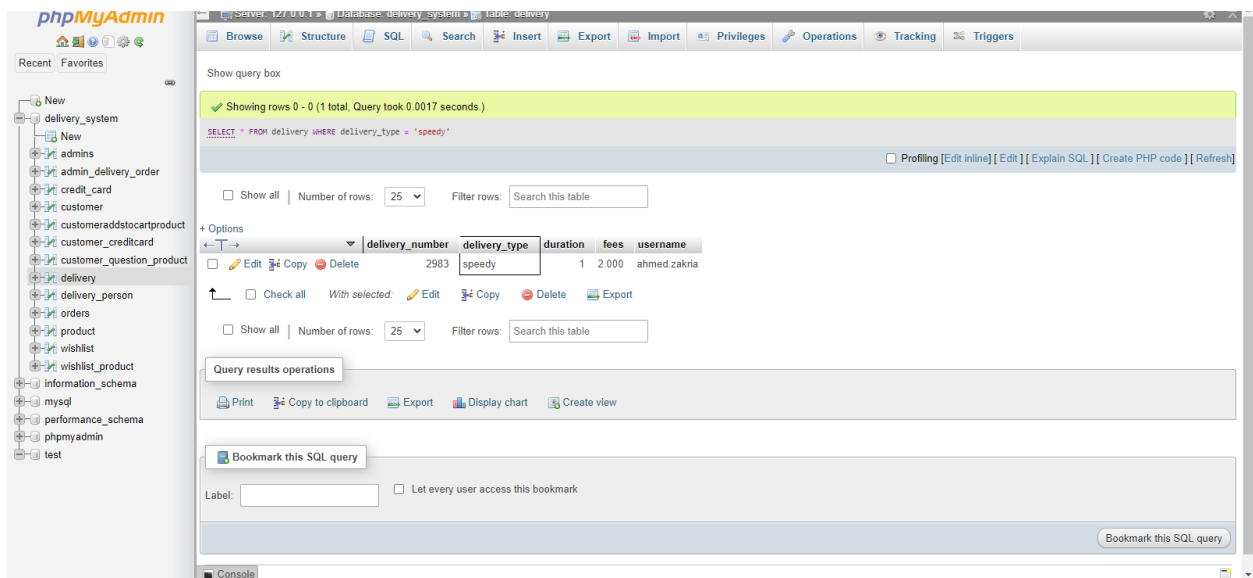 phpMyAdmin
Recent Favorites
New
delivery_system
New
admins
admin_delivery_order
credit_card
customer
customeraddstocartproduct
customer_creditcard
customer_question_product
delivery
delivery_person
orders
product
wishlist
wishlist_product
information_schema
mysql
performance_schema
phpmyadmin
test
Server: 127.0.0.1 » Database: delivery_system » Table: delivery
Browse Structure SQL Search Insert Export Import Privileges Operations Tracking Triggers
Show query box
Showing rows 0 - 0 (1 total, Query took 0.0017 seconds.)
SELECT * FROM delivery WHERE delivery_type = 'speedy'
Profiling [Edit inline] [ Edit ] [ Explain SQL ] [ Create PHP code ] [ Refresh]
Show all | Number of rows: 25 Filter rows: Search this table
+ Options
←T→ ▼ delivery_number delivery_type duration fees username
Edit Copy Delete 2983 speedy 1 2.000 ahmed.zakria
Check all With selected: Edit Copy Delete Export
Show all | Number of rows: 25 Filter rows: Search this table
Query results operations
Print Copy to clipboard Export Display chart Create view
Bookmark this SQL query
Label: Let every user access this bookmark
Bookmark this SQL query
Console